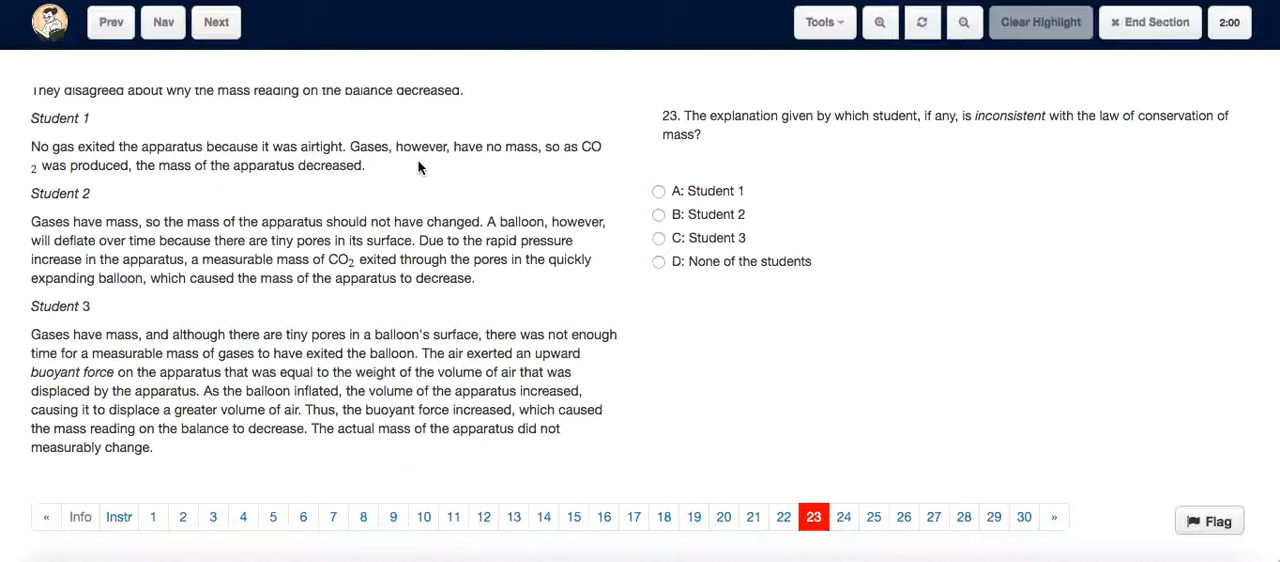 Prev Nav Next Tools Clear Highlight × End Section 2:00
They disagreed about why the mass reading on the balance decreased.
Student 1
No gas exited the apparatus because it was airtight. Gases, however, have no mass, so as CO
2 was produced, the mass of the apparatus decreased.
Student 2
Gases have mass, so the mass of the apparatus should not have changed. A balloon, however,
will deflate over time because there are tiny pores in its surface. Due to the rapid pressure
increase in the apparatus, a measurable mass of CO₂ exited through the pores in the quickly
expanding balloon, which caused the mass of the apparatus to decrease.
Student 3
Gases have mass, and although there are tiny pores in a balloon's surface, there was not enough
time for a measurable mass of gases to have exited the balloon. The air exerted an upward
buoyant force on the apparatus that was equal to the weight of the volume of air that was
displaced by the apparatus. As the balloon inflated, the volume of the apparatus increased,
causing it to displace a greater volume of air. Thus, the buoyant force increased, which caused
the mass reading on the balance to decrease. The actual mass of the apparatus did not
measurably change.
23. The explanation given by which student, if any, is inconsistent with the law of conservation of
mass?
A: Student 1
B: Student 2
C: Student 3
D: None of the students
« Info Instr 1 2 3 4 5 6 7 8 9 10 11 12 13 14 15 16 17 18 19 20 21 22 23 24 25 26 27 28 29 30 »
Flag